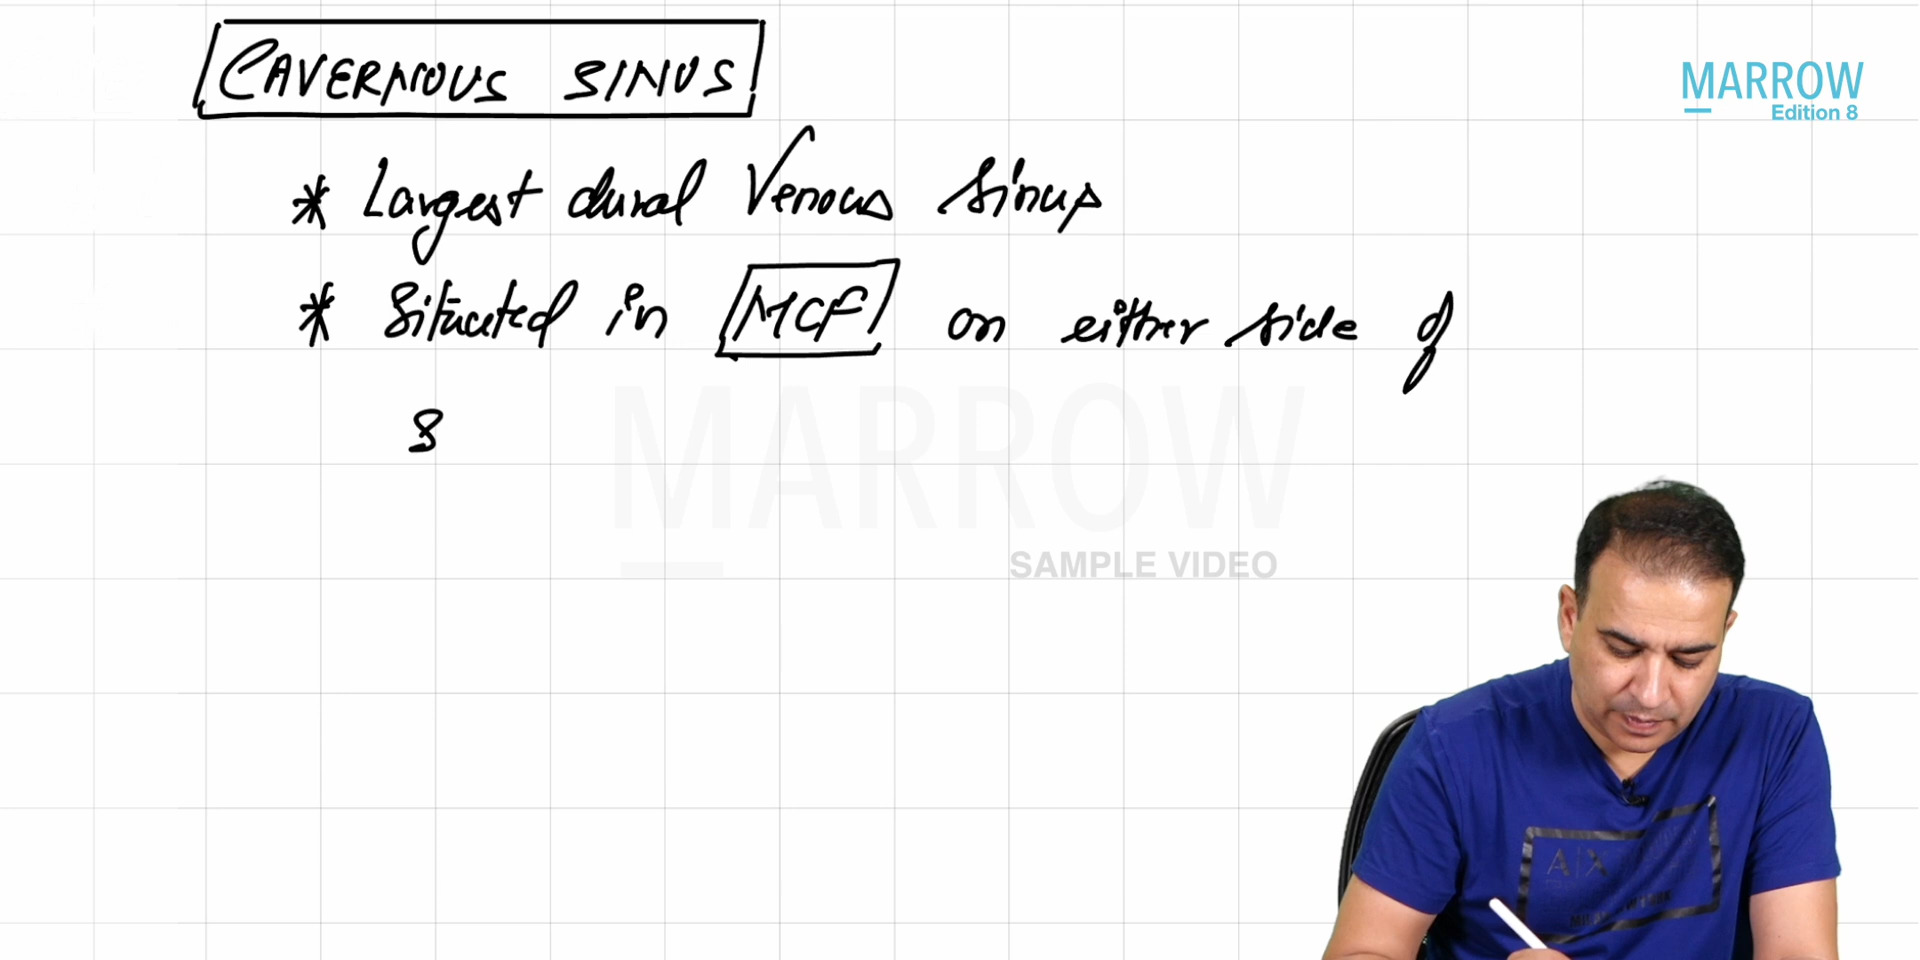 CAVERNOUS SINUS
MARROW
Edition 8
* Largest dural Venous Sinus
* Situated in MCF on either side of
S
MARROW
SAMPLE VIDEO
A|X